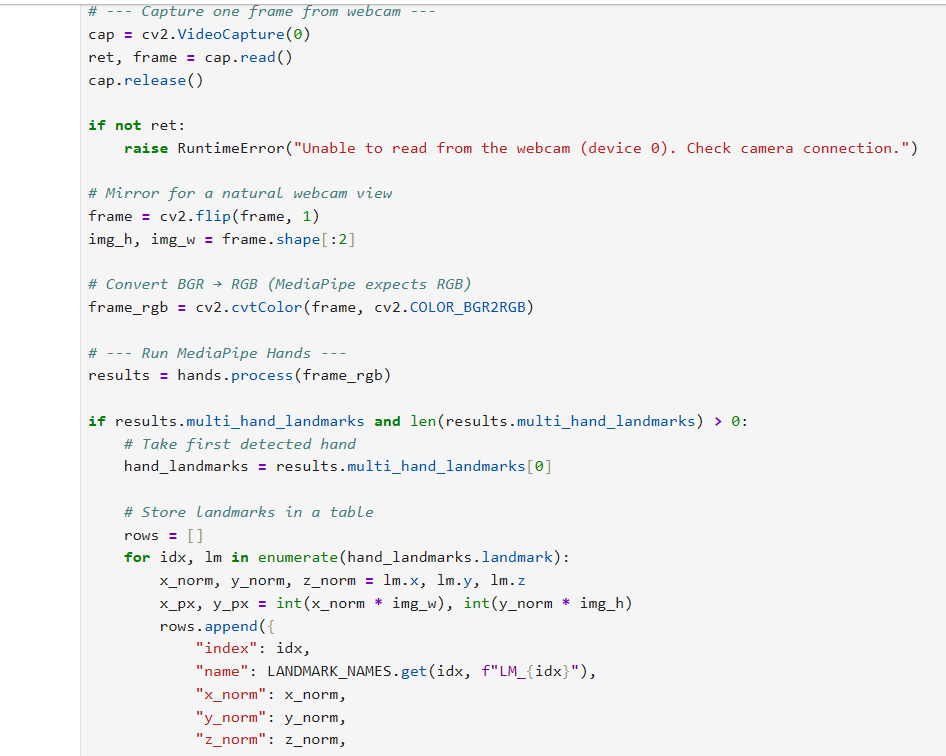 # --- Capture one frame from webcam ---
cap = cv2.VideoCapture(0)
ret, frame = cap.read()
cap.release()

if not ret:
    raise RuntimeError("Unable to read from the webcam (device 0). Check camera connection.")

# Mirror for a natural webcam view
frame = cv2.flip(frame, 1)
img_h, img_w = frame.shape[:2]

# Convert BGR → RGB (MediaPipe expects RGB)
frame_rgb = cv2.cvtColor(frame, cv2.COLOR_BGR2RGB)

# --- Run MediaPipe Hands ---
results = hands.process(frame_rgb)

if results.multi_hand_landmarks and len(results.multi_hand_landmarks) > 0:
    # Take first detected hand
    hand_landmarks = results.multi_hand_landmarks[0]

    # Store landmarks in a table
    rows = []
    for idx, lm in enumerate(hand_landmarks.landmark):
        x_norm, y_norm, z_norm = lm.x, lm.y, lm.z
        x_px, y_px = int(x_norm * img_w), int(y_norm * img_h)
        rows.append({
            "index": idx,
            "name": LANDMARK_NAMES.get(idx, f"LM_{idx}"),
            "x_norm": x_norm,
            "y_norm": y_norm,
            "z_norm": z_norm,